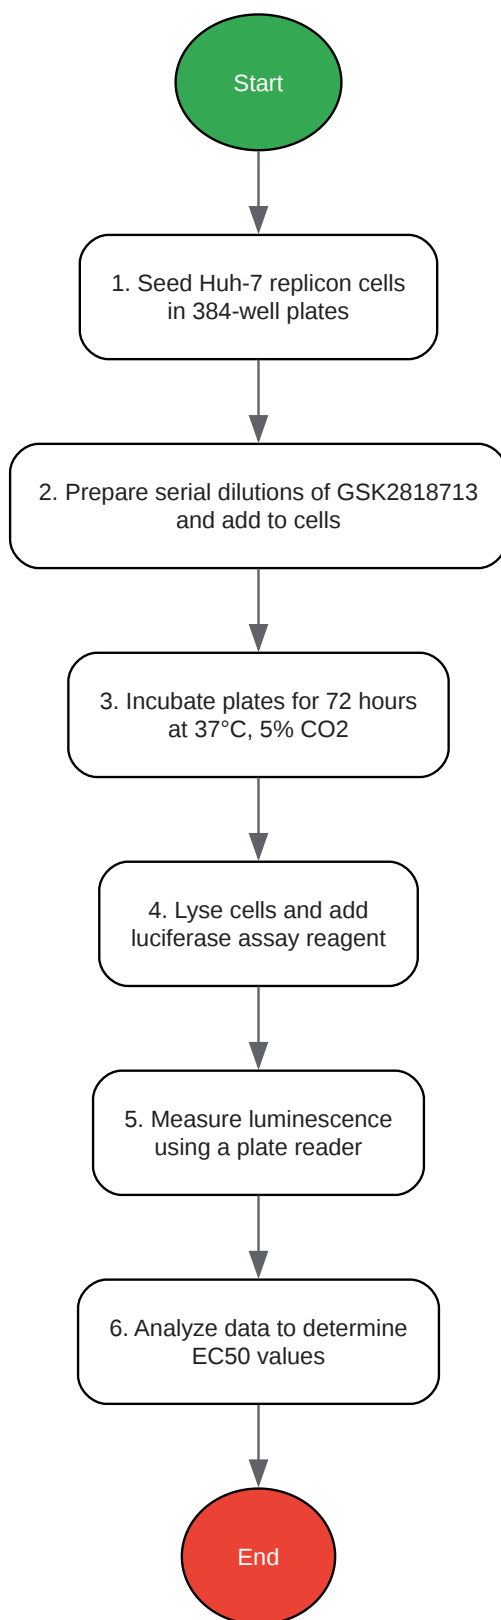 Start
1. Seed Huh-7 replicon cells
in 384-well plates
2. Prepare serial dilutions of GSK2818713
and add to cells
3. Incubate plates for 72 hours
at 37°C, 5% CO2
4. Lyse cells and add
luciferase assay reagent
5. Measure luminescence
using a plate reader
6. Analyze data to determine
EC50 values
End